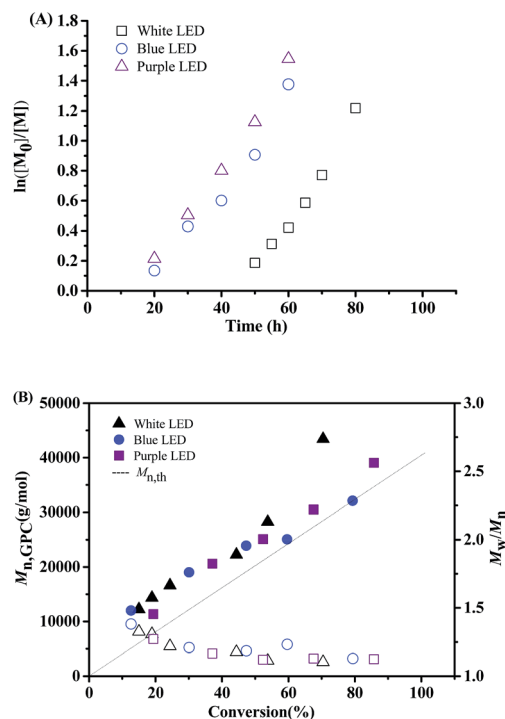 (A)
White LED
Blue LED
Purple LED
ln([M0]/[M])
1.8
1.6
1.4
1.2
1.0
0.8
0.6
0.4
0.2
0.0
0 20 40 60 80 100
Time (h)
(B)
White LED
Blue LED
Purple LED
Mn,th
Mn,GPC(g/mol)
50000
40000
30000
20000
10000
0
Mw/Mn
3.0
2.5
2.0
1.5
1.0
0 20 40 60 80 100
Conversion(%)